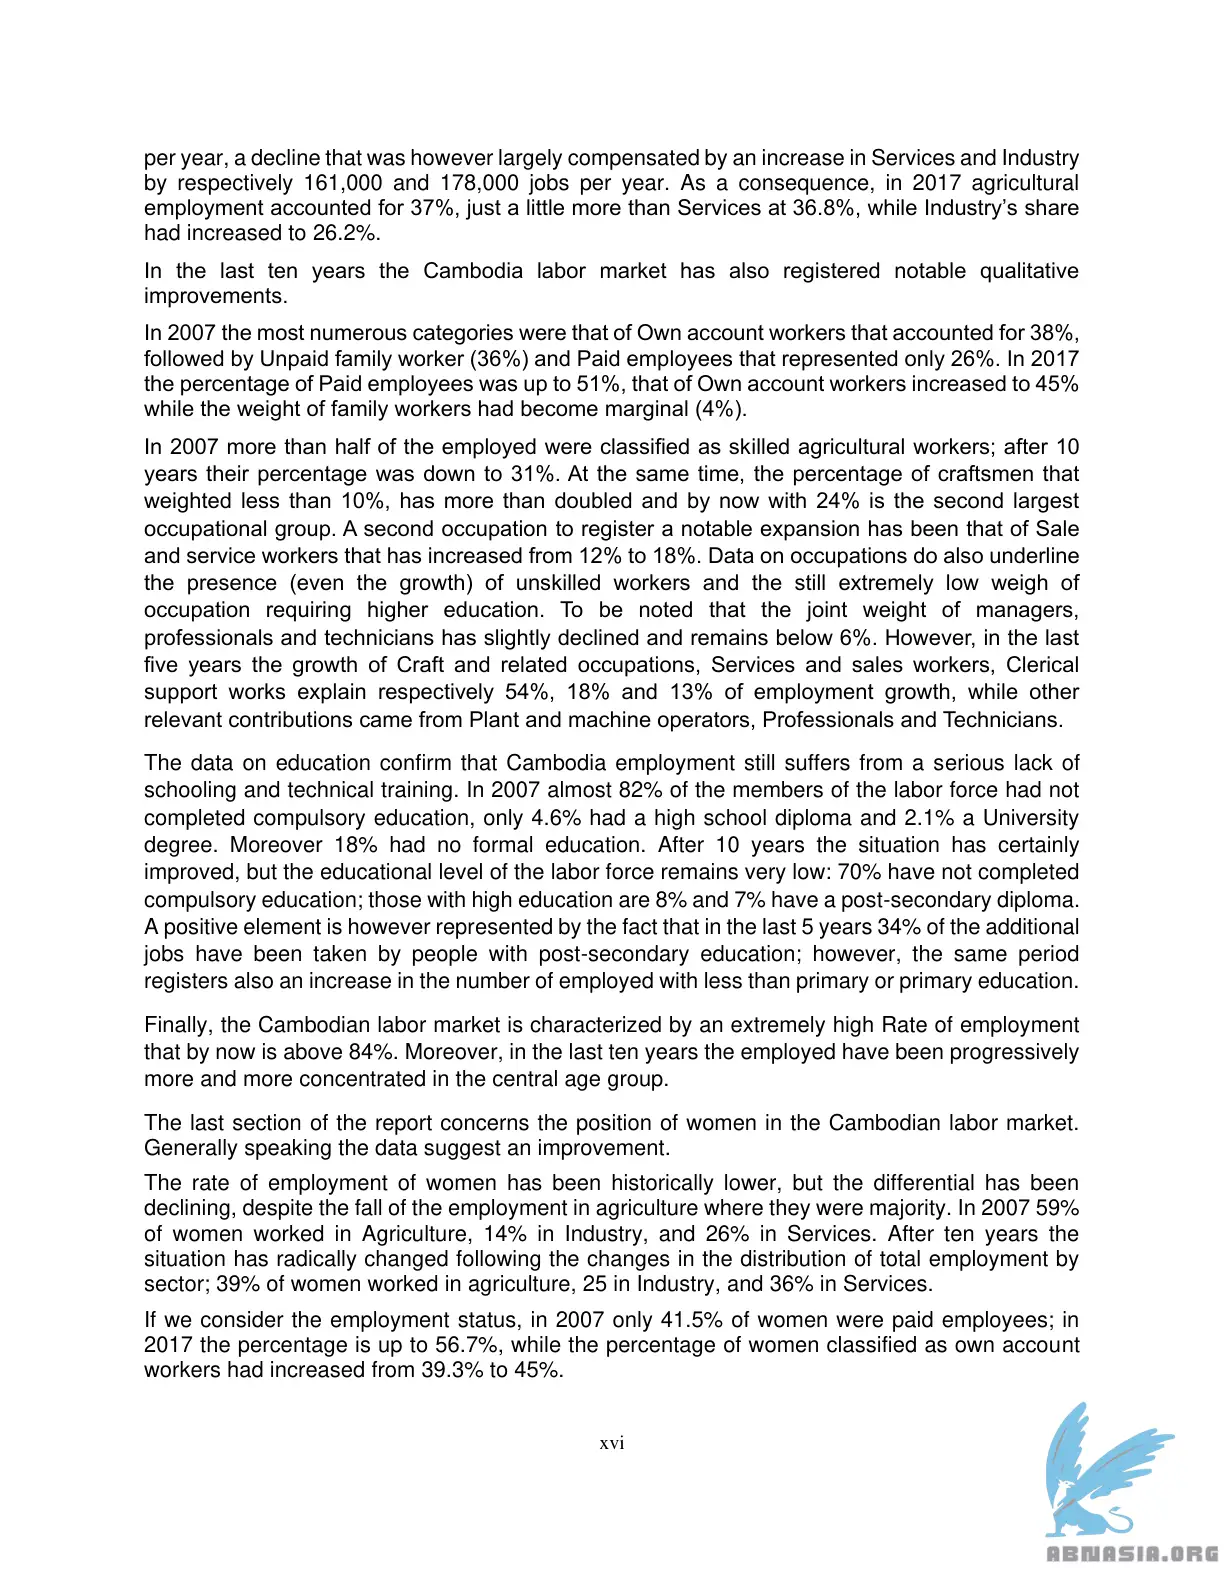 per year, a decline that was however largely compensated by an increase in Services and Industry
by respectively 161,000 and 178,000 jobs per year. As a consequence, in 2017 agricultural
employment accounted for 37%, just a little more than Services at 36.8%, while Industry’s share
had increased to 26.2%.
In the last ten years the Cambodia labor market has also registered notable qualitative
improvements.
In 2007 the most numerous categories were that of Own account workers that accounted for 38%,
followed by Unpaid family worker (36%) and Paid employees that represented only 26%. In 2017
the percentage of Paid employees was up to 51%, that of Own account workers increased to 45%
while the weight of family workers had become marginal (4%).
In 2007 more than half of the employed were classified as skilled agricultural workers; after 10
years their percentage was down to 31%. At the same time, the percentage of craftsmen that
weighted less than 10%, has more than doubled and by now with 24% is the second largest
occupational group. A second occupation to register a notable expansion has been that of Sale
and service workers that has increased from 12% to 18%. Data on occupations do also underline
the presence (even the growth) of unskilled workers and the still extremely low weigh of
occupation requiring higher education. To be noted that the joint weight of managers,
professionals and technicians has slightly declined and remains below 6%. However, in the last
five years the growth of Craft and related occupations, Services and sales workers, Clerical
support works explain respectively 54%, 18% and 13% of employment growth, while other
relevant contributions came from Plant and machine operators, Professionals and Technicians.
The data on education confirm that Cambodia employment still suffers from a serious lack of
schooling and technical training. In 2007 almost 82% of the members of the labor force had not
completed compulsory education, only 4.6% had a high school diploma and 2.1% a University
degree. Moreover 18% had no formal education. After 10 years the situation has certainly
improved, but the educational level of the labor force remains very low: 70% have not completed
compulsory education; those with high education are 8% and 7% have a post-secondary diploma.
A positive element is however represented by the fact that in the last 5 years 34% of the additional
jobs have been taken by people with post-secondary education; however, the same period
registers also an increase in the number of employed with less than primary or primary education.
Finally, the Cambodian labor market is characterized by an extremely high Rate of employment
that by now is above 84%. Moreover, in the last ten years the employed have been progressively
more and more concentrated in the central age group.
The last section of the report concerns the position of women in the Cambodian labor market.
Generally speaking the data suggest an improvement.
The rate of employment of women has been historically lower, but the differential has been
declining, despite the fall of the employment in agriculture where they were majority. In 2007 59%
of women worked in Agriculture, 14% in Industry, and 26% in Services. After ten years the
situation has radically changed following the changes in the distribution of total employment by
sector; 39% of women worked in agriculture, 25 in Industry, and 36% in Services.
If we consider the employment status, in 2007 only 41.5% of women were paid employees; in
2017 the percentage is up to 56.7%, while the percentage of women classified as own account
workers had increased from 39.3% to 45%.
xvi
ABNASIA.ORG